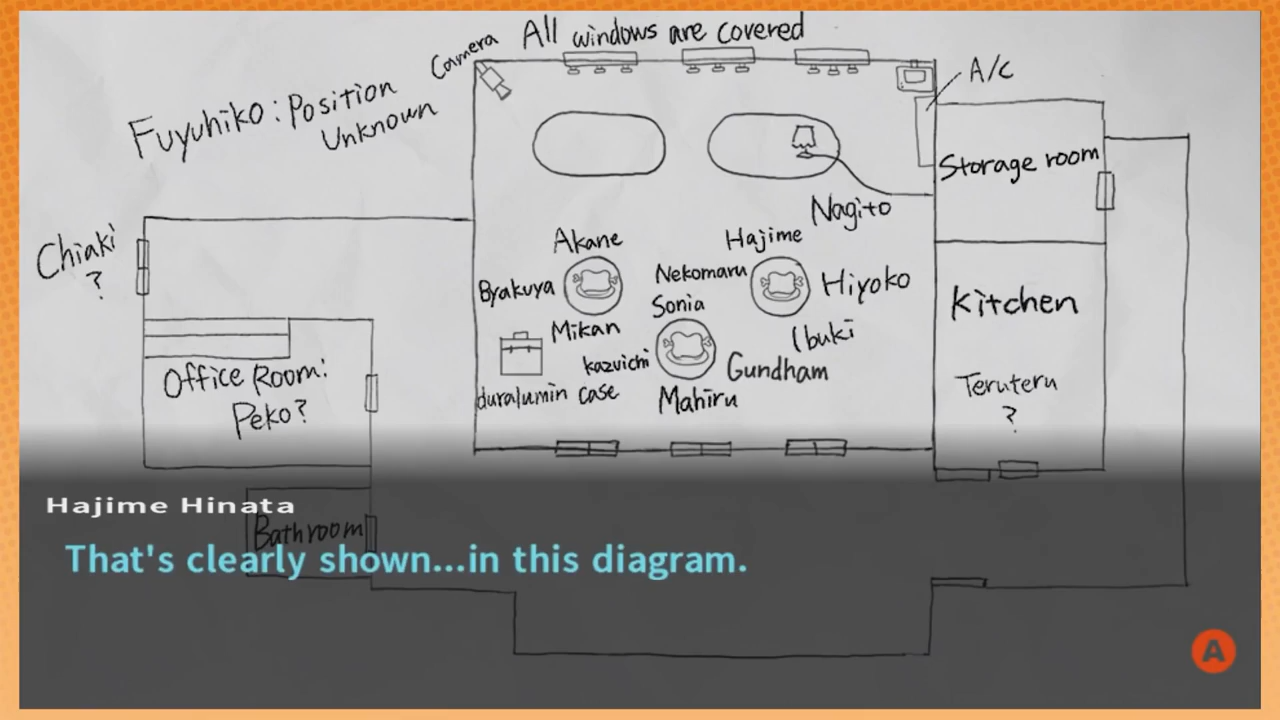 All windows are covered
Camera
A/C
Fuyuhiko : Position
Unknown
Storage room
Nagito
Chiaki
?
Akane
Hajime
Byakuya
Nekomaru
Hiyoko
Sonia
Kitchen
Mikan
Ibuki
kazuichi
Gundham
Office Room:
Peko?
duralumin case
Mahiru
Teruteru
?
Hajime Hinata
Bathroom
That's clearly shown...in this diagram.
A